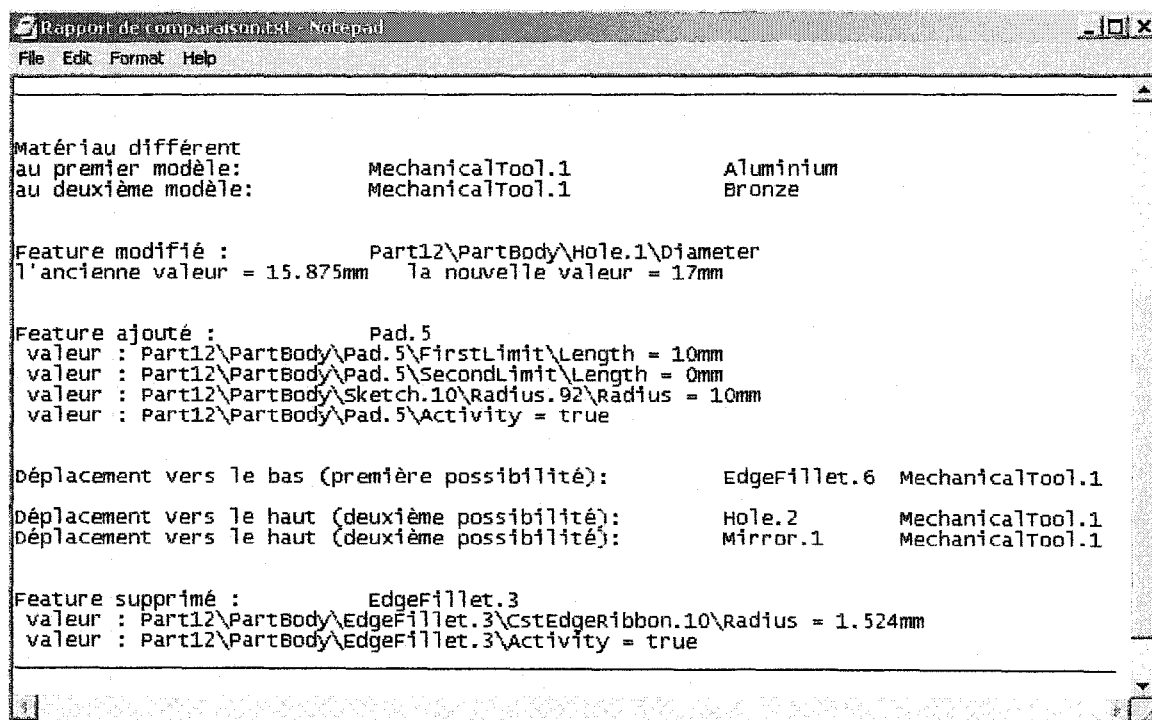 Rapport de comparaison.txt - Notepad
File Edit Format Help
Matériau différent
au premier modèle: MechanicalTool.1 Aluminium
au deuxième modèle: MechanicalTool.1 Bronze
Feature modifié : Part12\PartBody\Hole.1\Diameter
l'ancienne valeur = 15.875mm la nouvelle valeur = 17mm
Feature ajouté : Pad.5
valeur : Part12\PartBody\Pad.5\FirstLimit\Length = 10mm
valeur : Part12\PartBody\Pad.5\SecondLimit\Length = 0mm
valeur : Part12\PartBody\Sketch.10\Radius.92\Radius = 10mm
valeur : Part12\PartBody\Pad.5\Activity = true
Déplacement vers le bas (première possibilité): EdgeFillet.6 MechanicalTool.1
Déplacement vers le haut (deuxième possibilité): Hole.2 MechanicalTool.1
Déplacement vers le haut (deuxième possibilité): Mirror.1 MechanicalTool.1
Feature supprimé : EdgeFillet.3
valeur : Part12\PartBody\EdgeFillet.3\CstEdgeRibbon.10\Radius = 1.524mm
valeur : Part12\PartBody\EdgeFillet.3\Activity = true